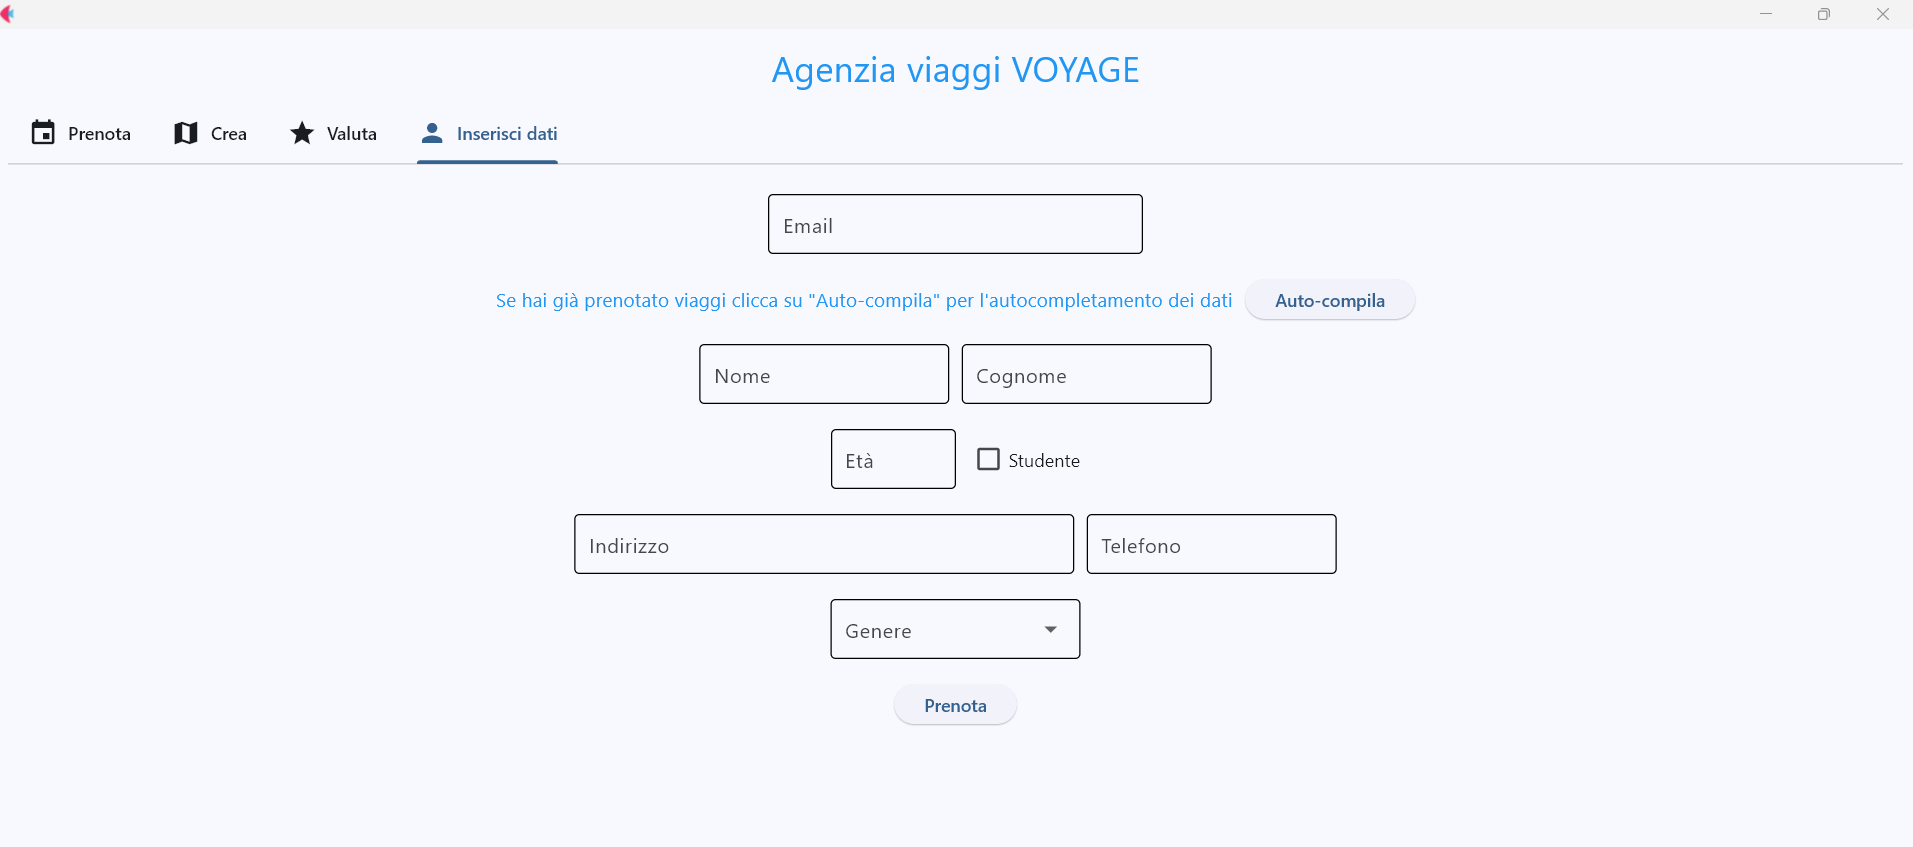 Agenzia viaggi VOYAGE
Prenota Crea Valuta Inserisci dati
Email
Se hai già prenotato viaggi clicca su "Auto-compila" per l'autocompletamento dei dati Auto-compila
Nome Cognome
Età Studente
Indirizzo Telefono
Genere
Prenota